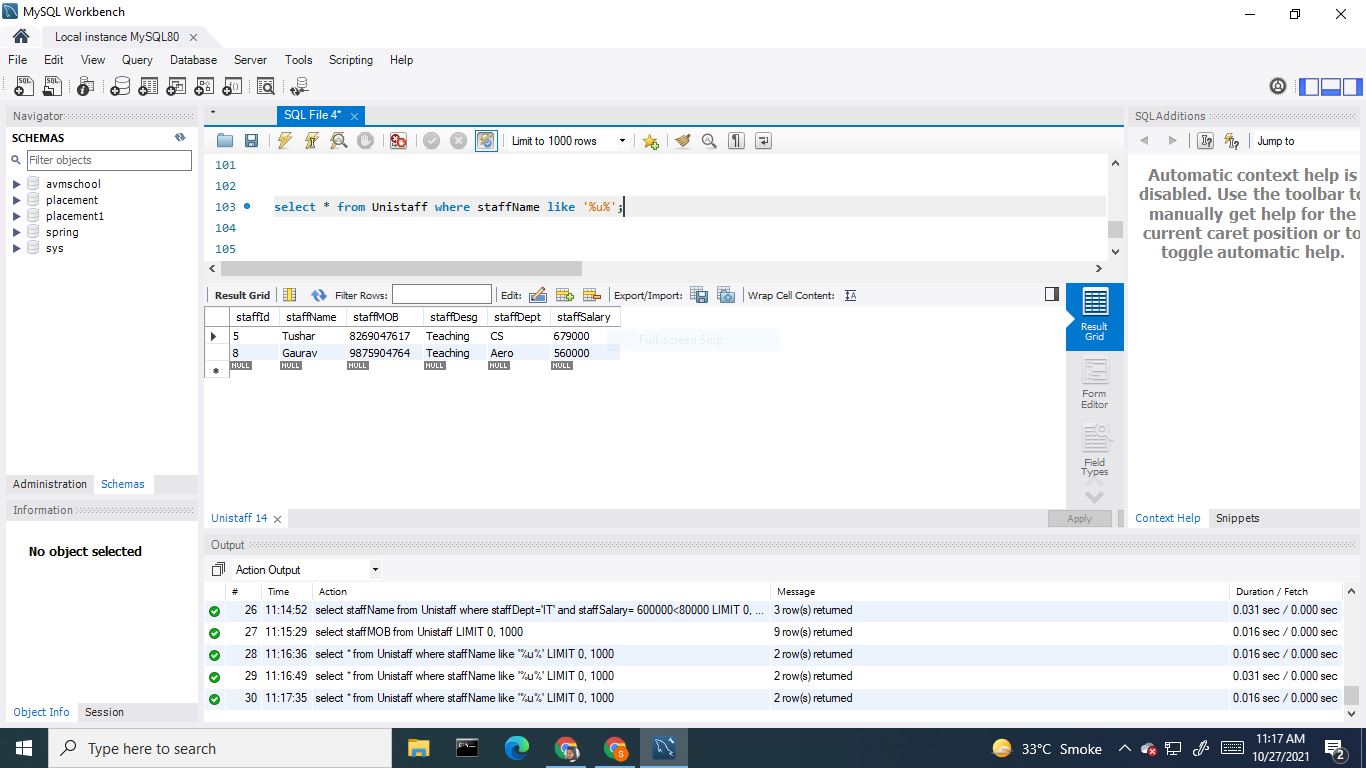 MySQL Workbench
Local instance MySQL80
File Edit View Query Database Server Tools Scripting Help
Navigator
SCHEMAS
Filter objects
avmschool
placement
placement1
spring
sys
Administration Schemas
Information
No object selected
Object Info Session
* SQL File 4*
Limit to 1000 rows
101
102
103 select * from Unistaff where staffName like '%u%';
104
105
Result Grid Filter Rows: Edit: Export/Import: Wrap Cell Content:
staffId staffName staffMOB staffDesg staffDept staffSalary
5 Tushar 8269047617 Teaching CS 679000
8 Gaurav 9875904764 Teaching Aero 560000
NULL NULL NULL NULL NULL NULL
Full-screen Snip
Result
Grid
Form
Editor
Field
Types
Unistaff 14 Apply
SQLAdditions
Jump to
Automatic context help is
disabled. Use the toolbar to
manually get help for the
current caret position or to
toggle automatic help.
Context Help Snippets
Output
Action Output
# Time Action Message Duration / Fetch
26 11:14:52 select staffName from Unistaff where staffDept='IT' and staffSalary= 600000<80000 LIMIT 0, ... 3 row(s) returned 0.031 sec / 0.000 sec
27 11:15:29 select staffMOB from Unistaff LIMIT 0, 1000 9 row(s) returned 0.016 sec / 0.000 sec
28 11:16:36 select * from Unistaff where staffName like '%u%' LIMIT 0, 1000 2 row(s) returned 0.016 sec / 0.000 sec
29 11:16:49 select * from Unistaff where staffName like '%u%' LIMIT 0, 1000 2 row(s) returned 0.031 sec / 0.000 sec
30 11:17:35 select * from Unistaff where staffName like '%u%' LIMIT 0, 1000 2 row(s) returned 0.016 sec / 0.000 sec
Type here to search
33°C Smoke
11:17 AM
10/27/2021
2